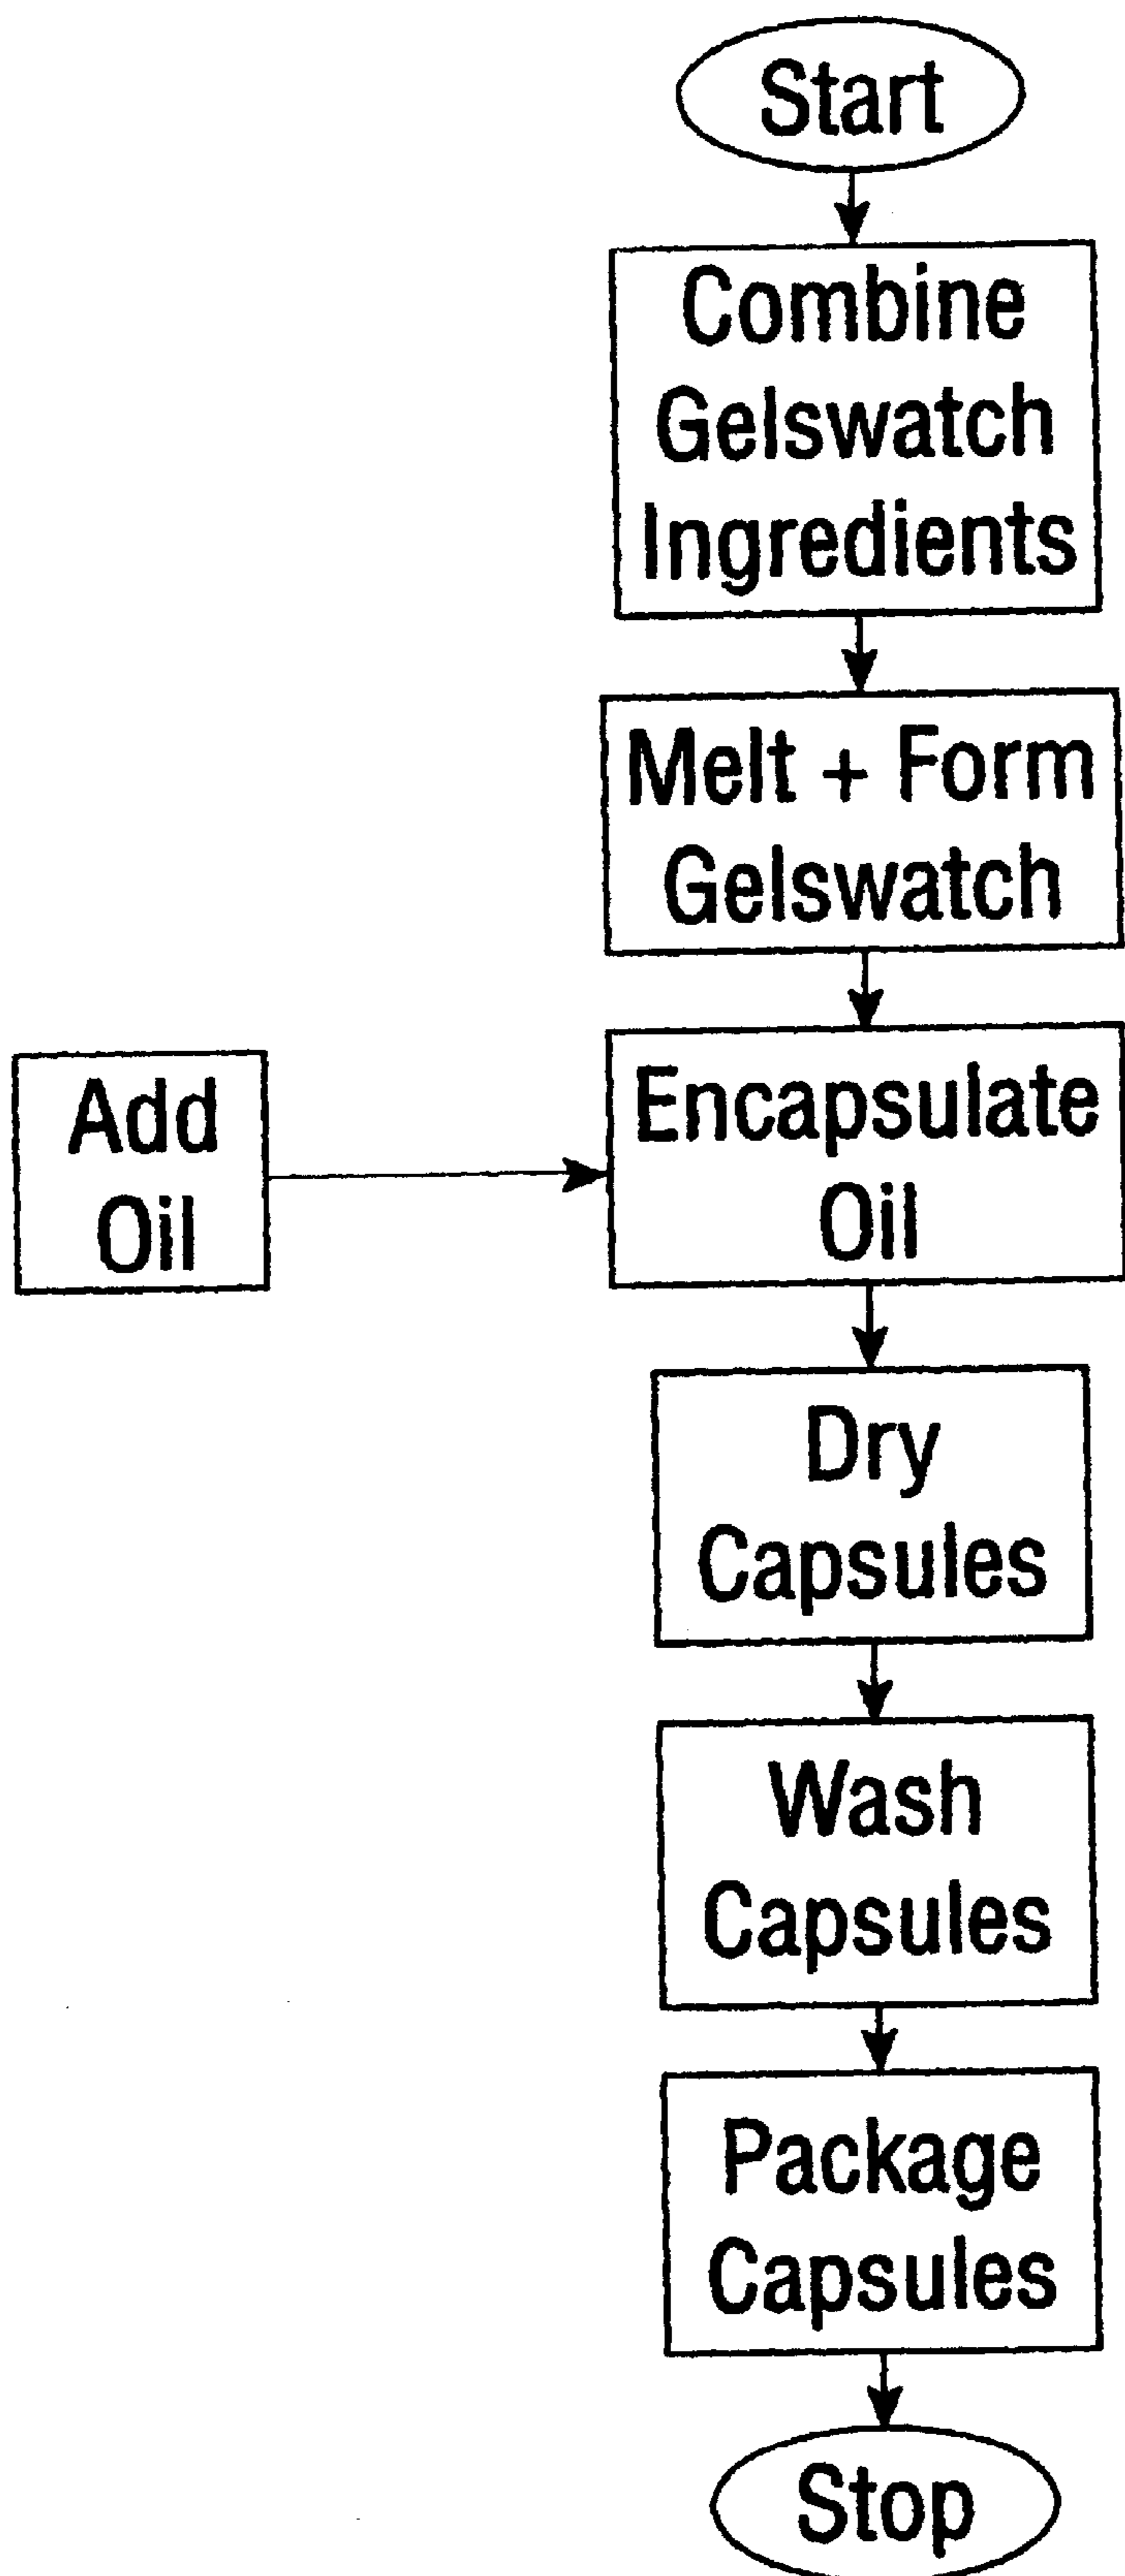 Start
Combine
Gelswatch
Ingredients
Melt + Form
Gelswatch
Add
Oil
Encapsulate
Oil
Dry
Capsules
Wash
Capsules
Package
Capsules
Stop